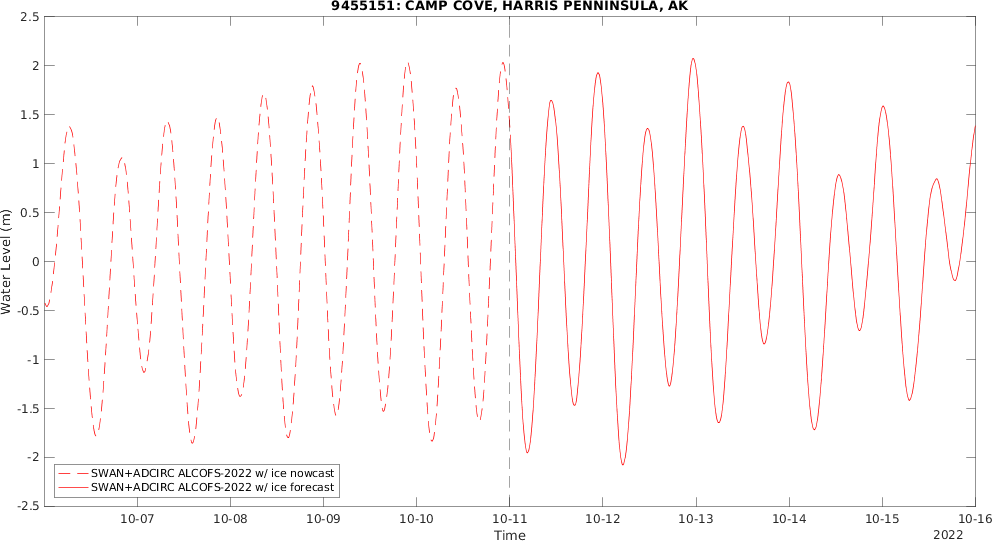 9455151: CAMP COVE, HARRIS PENNINSULA, AK
2.5
2
1.5
1
0.5
0
-0.5
-1
-1.5
-2
-2.5
Water Level (m)
SWAN+ADCIRC ALCOFS-2022 w/ ice nowcast
SWAN+ADCIRC ALCOFS-2022 w/ ice forecast
10-07 10-08 10-09 10-10 10-11 10-12 10-13 10-14 10-15 10-16
Time
2022